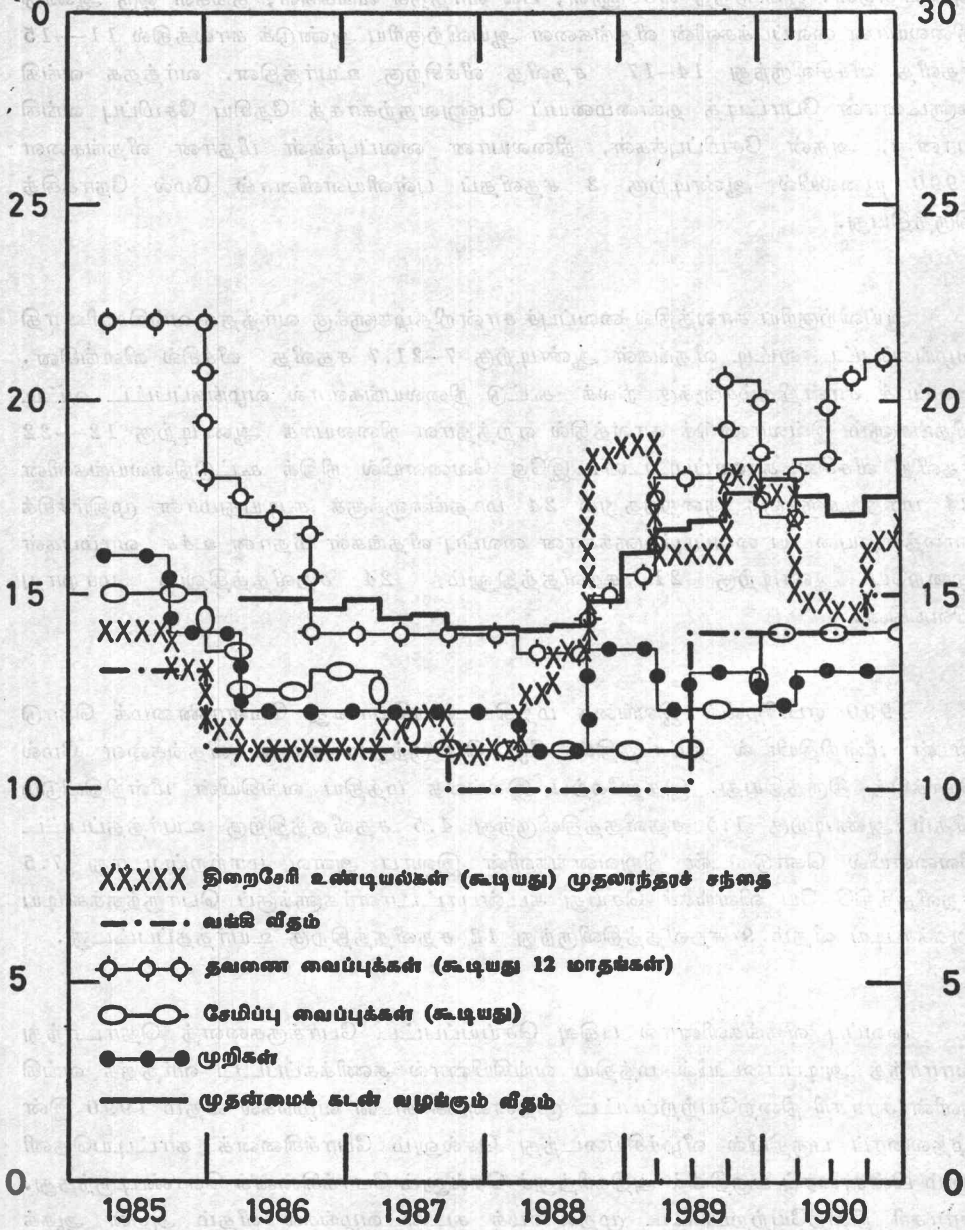 0 30
25 25
20 20
15 15
10 10
XXXXX திறைசேரி உண்டியல்கள் (கூடியது) முதலாந்தரச் சந்தை
வங்கி வீதம்
தவணை வைப்புக்கள் (கூடியது 12 மாதங்கள்)
சேமிப்பு வைப்புக்கள் (கூடியது)
5 5
முறிகள்
முதன்மைக் கடன் வழங்கும் வீதம்
0 0
1985 1986 1987 1988 1989 1990